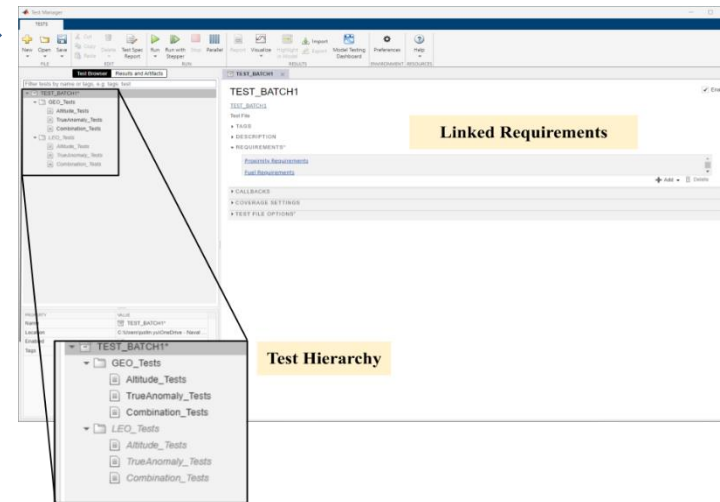 Test Manager
TESTS
New Open Save
Cut
Copy
Paste
Delete
Test Spec Report
Run
Run with Stepper
Stop
Parallel
Report
Visualize
Highlight in Model
Import
Export
Model Testing Dashboard
Preferences
Help
FILE EDIT RUN RESULTS ENVIRONMENT RESOURCES
Test Browser Results and Artifacts
TEST_BATCH1
Filter tests by name or tags, e.g. tags: test
TEST_BATCH1*
GEO_Tests
Altitude_Tests
TrueAnomaly_Tests
Combination_Tests
LEO_Tests
Altitude_Tests
TrueAnomaly_Tests
Combination_Tests
TEST_BATCH1
TEST_BATCH1
Test File
TAGS
DESCRIPTION
REQUIREMENTS*
Proximity Requirements
Fuel Requirements
Add Delete
CALLBACKS
COVERAGE SETTINGS
TEST FILE OPTIONS*
Linked Requirements
PROPERTY VALUE
Name TEST_BATCH1*
Location
Enabled
Tags
TEST_BATCH1*
GEO_Tests
Altitude_Tests
TrueAnomaly_Tests
Combination_Tests
LEO_Tests
Altitude_Tests
TrueAnomaly_Tests
Combination_Tests
Test Hierarchy